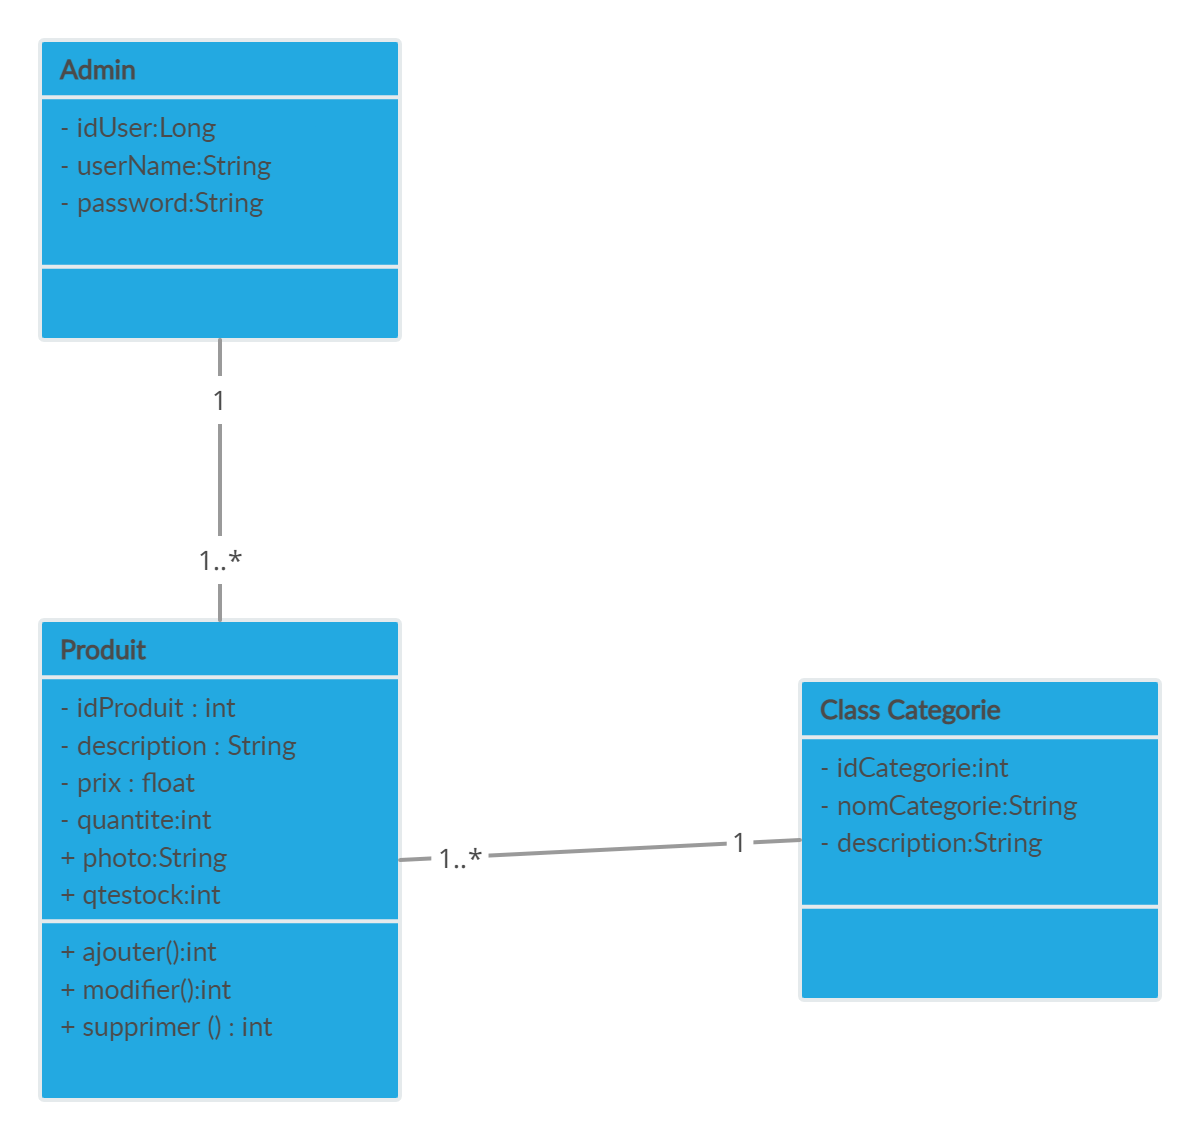 Admin
- idUser:Long
- userName:String
- password:String
1
1..*
Produit
- idProduit : int
- description : String
- prix : float
- quantite:int
+ photo:String
+ qtestock:int
+ ajouter():int
+ modifier():int
+ supprimer () : int
1..*
1
Class Categorie
- idCategorie:int
- nomCategorie:String
- description:String